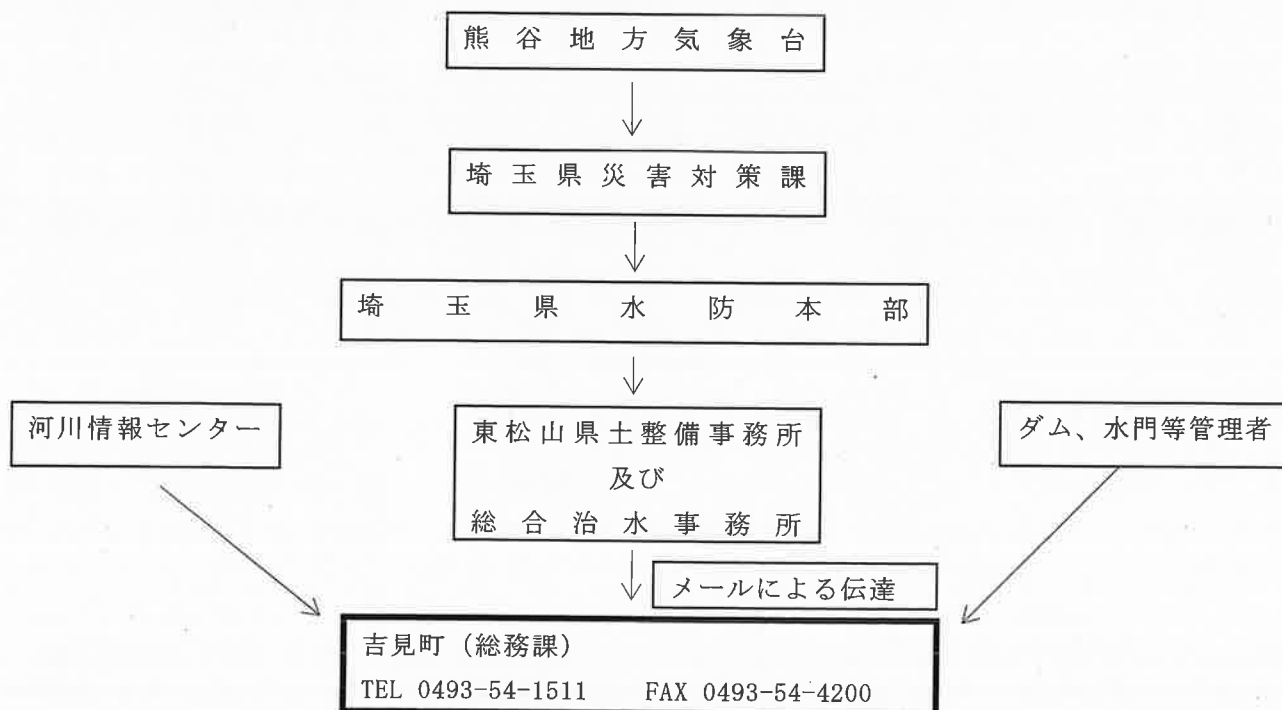 熊谷地方気象台
埼玉県災害対策課
埼玉県水防本部
河川情報センター
東松山県土整備事務所
及び
総合治水事務所
ダム、水門等管理者
メールによる伝達
吉見町（総務課）
TEL 0493-54-1511　FAX 0493-54-4200